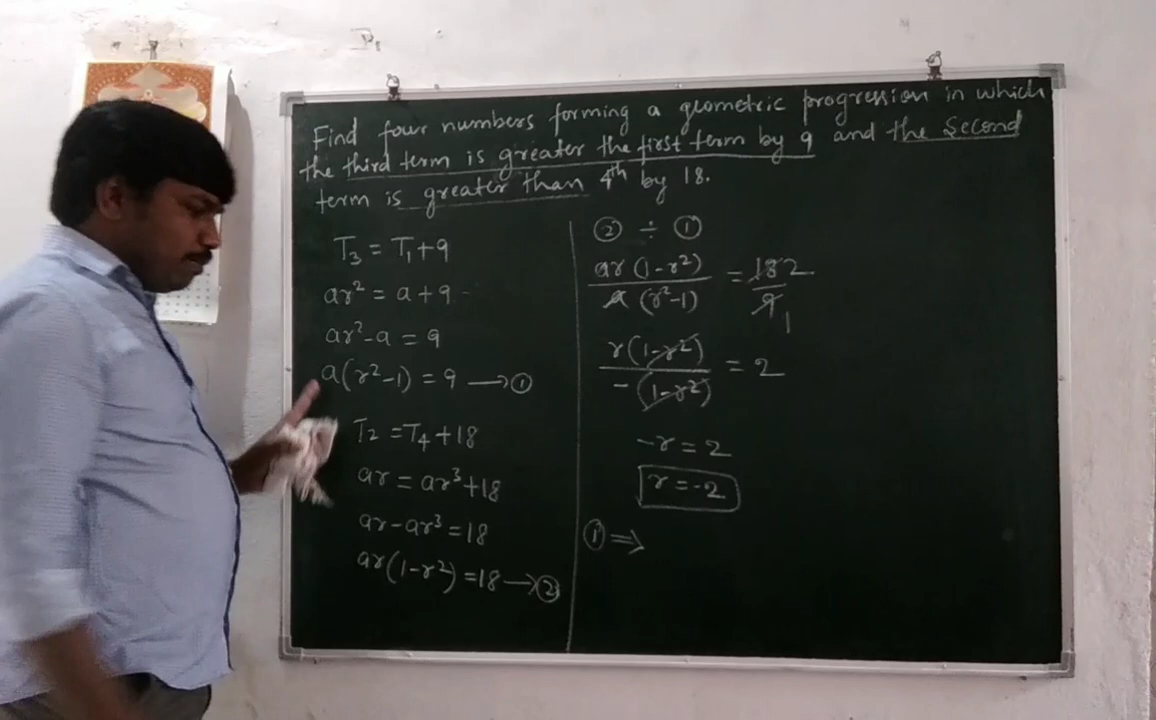 Find four numbers forming a geometric progression in which
the third term is greater the first term by 9 and the Second
term is greater than 4th by 18.
T₃ = T₁ + 9
ar² = a + 9
ar² - a = 9
a(r² - 1) = 9 → ①
T₂ = T₄ + 18
ar = ar³ + 18
ar - ar³ = 18
ar(1 - r²) = 18 → ②
② ÷ ①
ar (1 - r²) / a (r² - 1) = 18 2 / 9 1
r(1 - r²) / -(1 - r²) = 2
-r = 2
r = -2
① ⇒